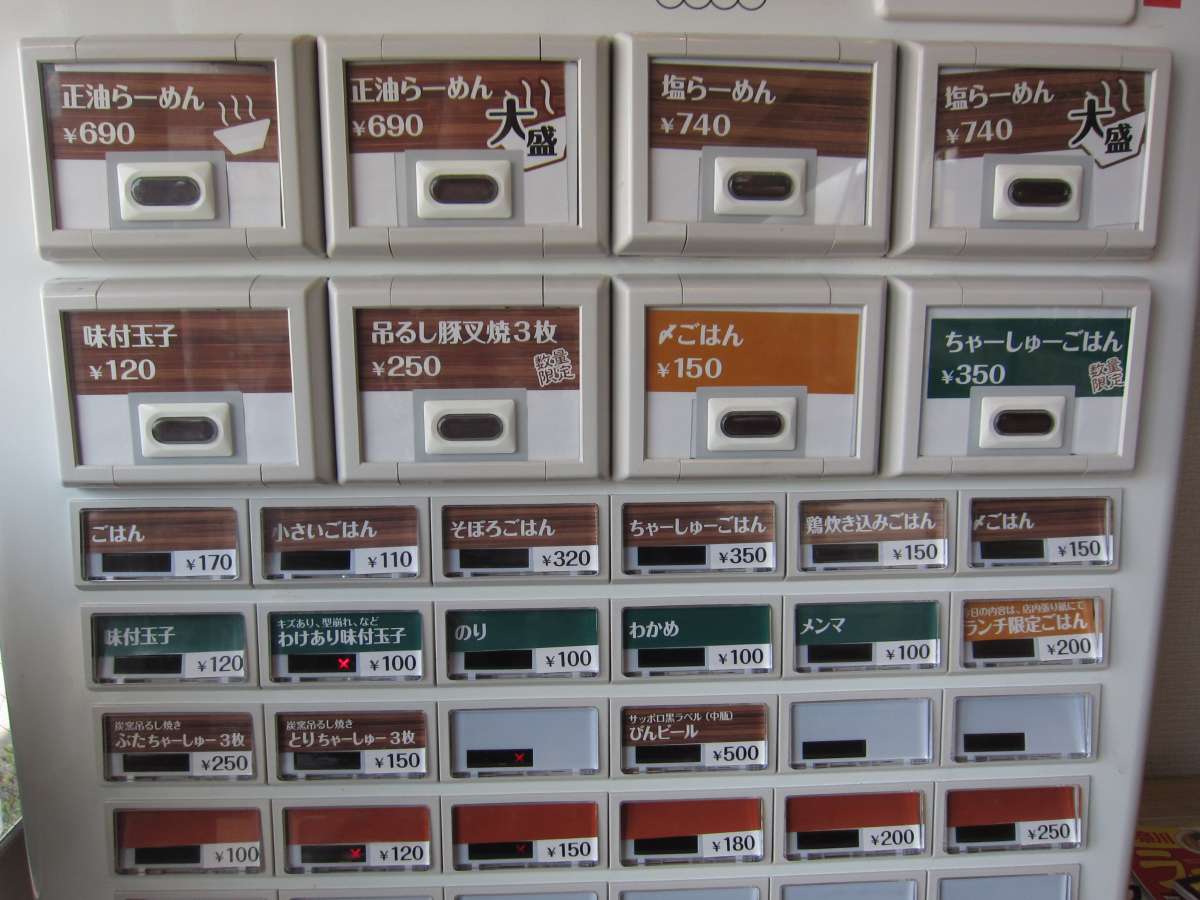 正油らーめん
¥690
正油らーめん
¥690
大盛
塩らーめん
¥740
塩らーめん
¥740
大盛
味付玉子
¥120
吊るし豚叉焼3枚
¥250
数量
限定
〆ごはん
¥150
ちゃーしゅーごはん
¥350
数量
限定
ごはん
¥170
小さいごはん
¥110
そぼろごはん
¥320
ちゃーしゅーごはん
¥350
鶏炊き込みごはん
¥150
〆ごはん
¥150
味付玉子
¥120
キズあり、型崩れ、など
わけあり味付玉子
¥100
のり
¥100
わかめ
¥100
メンマ
¥100
日の内容は、店内張り紙にて
ランチ限定ごはん
¥200
炭窯吊るし焼き
ぶたちゃーしゅー3枚
¥250
炭窯吊るし焼き
とりちゃーしゅー3枚
¥150
サッポロ黒ラベル(中瓶)
びんビール
¥500
¥100
¥120
¥150
¥180
¥200
¥250